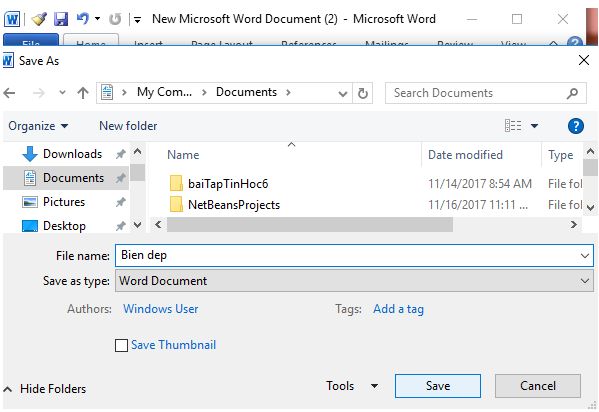 New Microsoft Word Document (2) - Microsoft Word
File Home Insert Page Layout References Mailings Review View
Save As
My Com... Documents Search Documents
Organize New folder
Name Date modified Type
Downloads
Documents baiTapTinHoc6 11/14/2017 8:54 AM File fol
Pictures NetBeansProjects 11/16/2017 11:11 ... File fol
Desktop
File name: Bien dep
Save as type: Word Document
Authors: Windows User Tags: Add a tag
Save Thumbnail
Hide Folders Tools Save Cancel